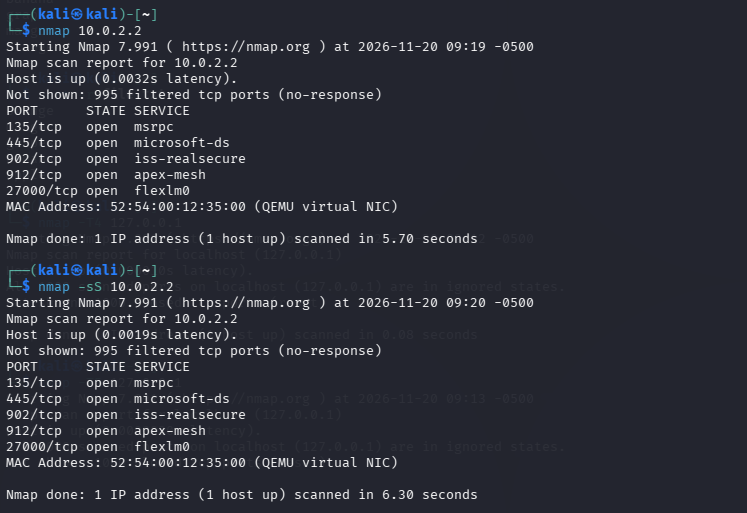 ┌──(kali㉿kali)-[~]
└─$ nmap 10.0.2.2
Starting Nmap 7.991 ( https://nmap.org ) at 2026-11-20 09:19 -0500
Nmap scan report for 10.0.2.2
Host is up (0.0032s latency).
Not shown: 995 filtered tcp ports (no-response)
PORT      STATE SERVICE
135/tcp   open  msrpc
445/tcp   open  microsoft-ds
902/tcp   open  iss-realsecure
912/tcp   open  apex-mesh
27000/tcp open  flexlm0
MAC Address: 52:54:00:12:35:00 (QEMU virtual NIC)
Nmap done: 1 IP address (1 host up) scanned in 5.70 seconds
┌──(kali㉿kali)-[~]
└─$ nmap -sS 10.0.2.2
Starting Nmap 7.991 ( https://nmap.org ) at 2026-11-20 09:20 -0500
Nmap scan report for 10.0.2.2
Host is up (0.0019s latency).
Not shown: 995 filtered tcp ports (no-response)
PORT      STATE SERVICE
135/tcp   open  msrpc
445/tcp   open  microsoft-ds
902/tcp   open  iss-realsecure
912/tcp   open  apex-mesh
27000/tcp open  flexlm0
MAC Address: 52:54:00:12:35:00 (QEMU virtual NIC)
Nmap done: 1 IP address (1 host up) scanned in 6.30 seconds